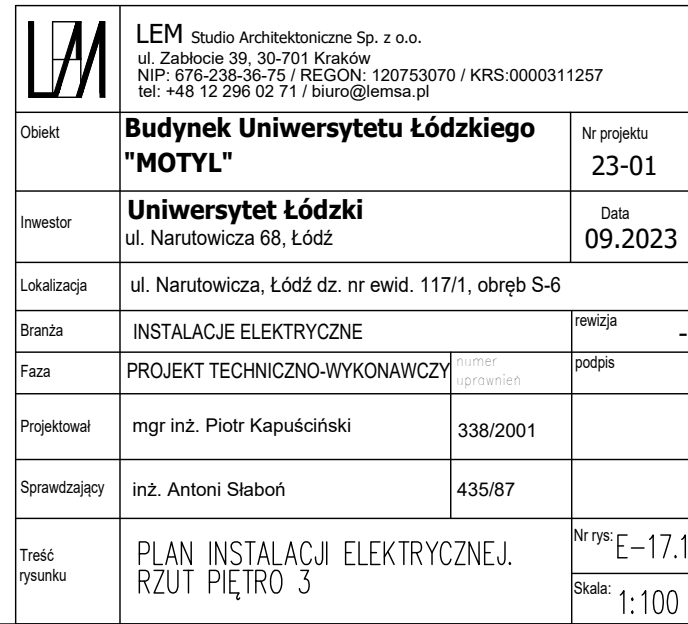 LEM
LEM Studio Architektoniczne Sp. z o.o.
ul. Zabłocie 39, 30-701 Kraków
NIP: 676-238-36-75 / REGON: 120753070 / KRS:0000311257
tel: +48 12 296 02 71 / biuro@lemsa.pl
Obiekt
Budynek Uniwersytetu Łódzkiego
"MOTYL"
Nr projektu
23-01
Inwestor
Uniwersytet Łódzki
ul. Narutowicza 68, Łódź
Data
09.2023
Lokalizacja
ul. Narutowicza, Łódź dz. nr ewid. 117/1, obręb S-6
Branża
INSTALACJE ELEKTRYCZNE
rewizja
-
Faza
PROJEKT TECHNICZNO-WYKONAWCZY
numer
uprawnień
podpis
Projektował
mgr inż. Piotr Kapuściński
338/2001
Sprawdzający
inż. Antoni Słaboń
435/87
Treść
rysunku
PLAN INSTALACJI ELEKTRYCZNEJ.
RZUT PIĘTRO 3
Nr rys: E-17.1
Skala: 1:100